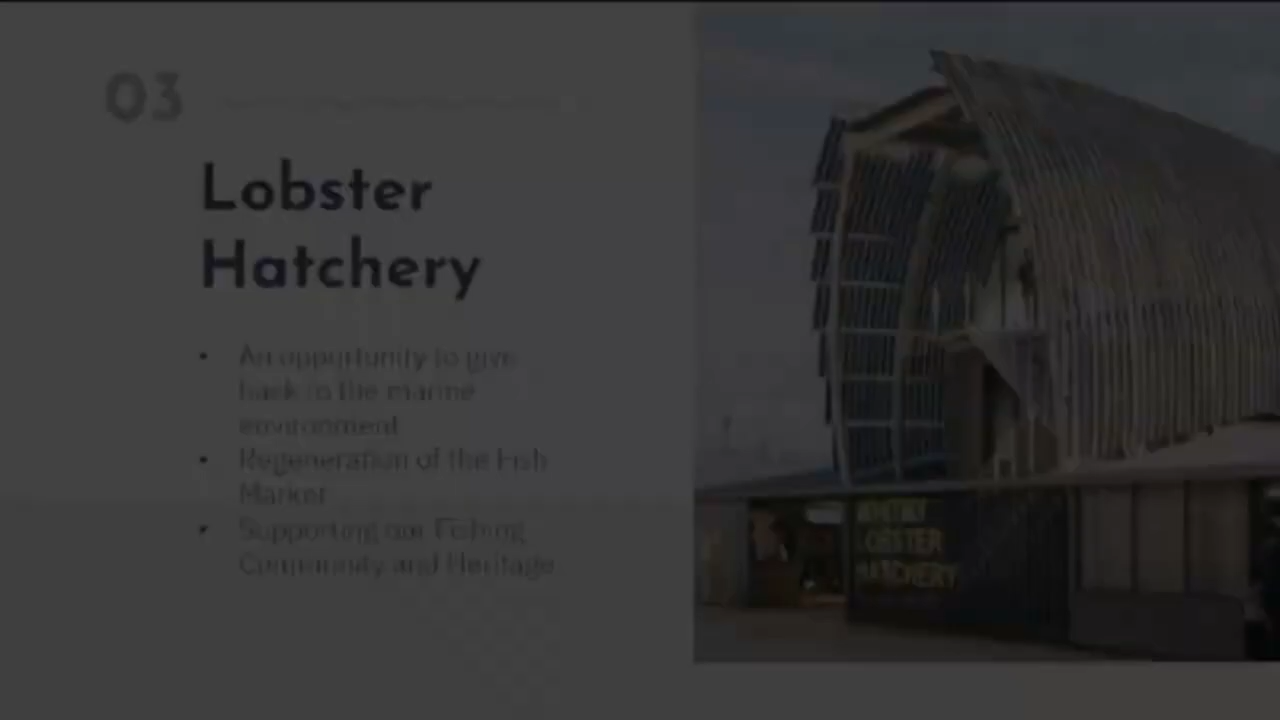 03
Lobster
Hatchery
• An opportunity to give
back to the marine
environment
• Regeneration of the Fish
Market
• Supporting our Fishing
Community and Heritage
LOBSTER
HATCHERY